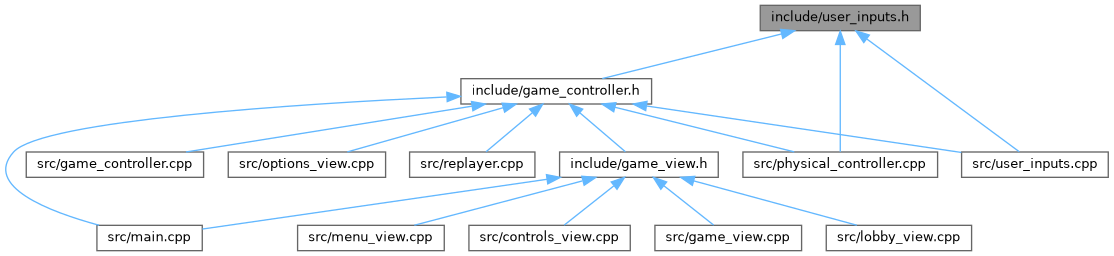 include/user_inputs.h
include/game_controller.h
src/game_controller.cpp
src/options_view.cpp
src/replayer.cpp
include/game_view.h
src/physical_controller.cpp
src/user_inputs.cpp
src/main.cpp
src/menu_view.cpp
src/controls_view.cpp
src/game_view.cpp
src/lobby_view.cpp